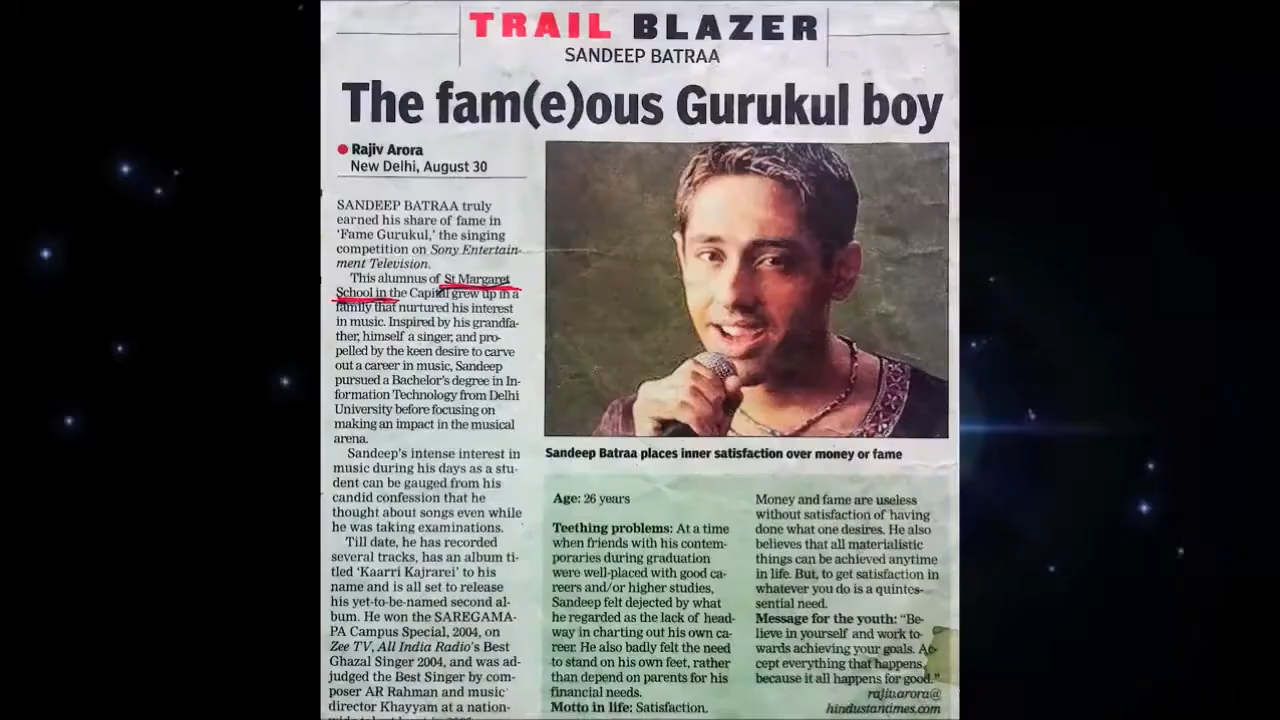 TRAIL BLAZER
SANDEEP BATRAA
The fam(e)ous Gurukul boy
Rajiv Arora
New Delhi, August 30
SANDEEP BATRAA truly
earned his share of fame in
‘Fame Gurukul,’ the singing
competition on Sony Entertain-
ment Television.
This alumnus of St Margaret
School in the Capital grew up in a
family that nurtured his interest
in music. Inspired by his grandfa-
ther, himself a singer, and pro-
pelled by the keen desire to carve
out a career in music, Sandeep
pursued a Bachelor's degree in In-
formation Technology from Delhi
University before focusing on
making an impact in the musical
arena.
Sandeep's intense interest in
music during his days as a stu-
dent can be gauged from his
candid confession that he
thought about songs even while
he was taking examinations.
Till date, he has recorded
several tracks, has an album ti-
tled ‘Kaarri Kajrarei’ to his
name and is all set to release
his yet-to-be-named second al-
bum. He won the SAREGAMA-
PA Campus Special, 2004, on
Zee TV, All India Radio's Best
Ghazal Singer 2004, and was ad-
judged the Best Singer by com-
poser AR Rahman and music
director Khayyam at a nation-
Sandeep Batraa places inner satisfaction over money or fame
Age: 26 years
Teething problems: At a time
when friends with his contem-
poraries during graduation
were well-placed with good ca-
reers and/or higher studies,
Sandeep felt dejected by what
he regarded as the lack of head-
way in charting out his own ca-
reer. He also badly felt the need
to stand on his own feet, rather
than depend on parents for his
financial needs.
Motto in life: Satisfaction.
Money and fame are useless
without satisfaction of having
done what one desires. He also
believes that all materialistic
things can be achieved anytime
in life. But, to get satisfaction in
whatever you do is a quintes-
sential need.
Message for the youth: “Be-
lieve in yourself and work to-
wards achieving your goals. Ac-
cept everything that happens,
because it all happens for good.”
rajiv.arora@
hindustantimes.com